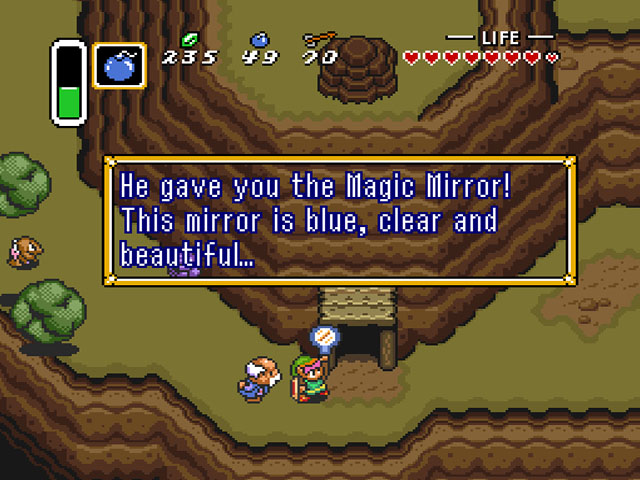 — LIFE —
235 49 70
He gave you the Magic Mirror!
This mirror is blue, clear and
beautiful…